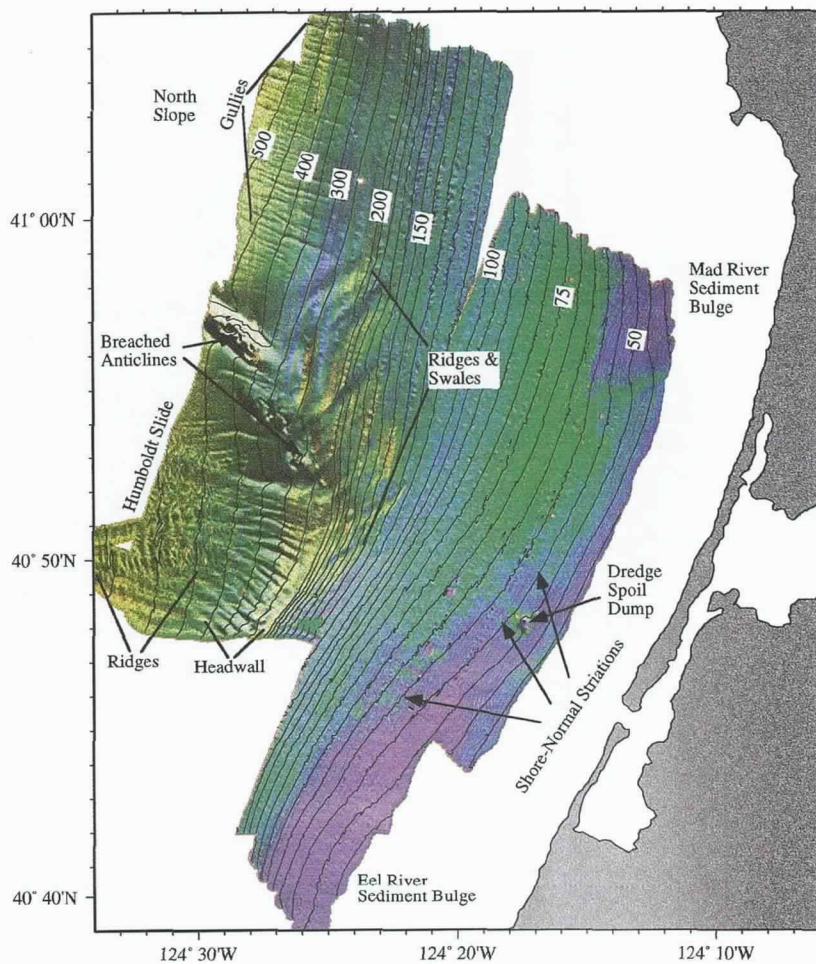 North
Slope
Gullies
500
400
300
200
150
100
75
50
41° 00'N
Mad River
Sediment
Bulge
Breached
Anticlines
Ridges &
Swales
Humboldt Slide
40° 50'N
Dredge
Spoil
Dump
Ridges
Headwall
Shore-Normal Striations
40° 40'N
Eel River
Sediment Bulge
124° 30'W
124° 20'W
124° 10'W